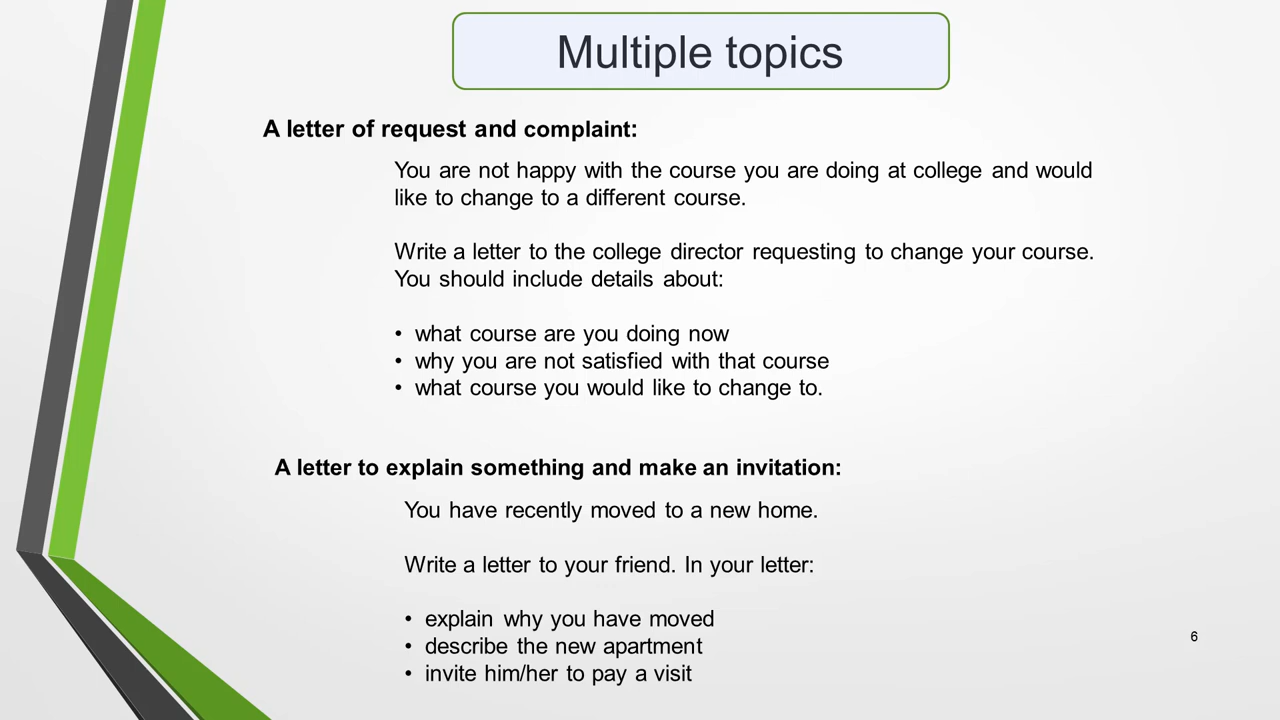 Multiple topics
A letter of request and complaint:
You are not happy with the course you are doing at college and would
like to change to a different course.
Write a letter to the college director requesting to change your course.
You should include details about:
• what course are you doing now
• why you are not satisfied with that course
• what course you would like to change to.
A letter to explain something and make an invitation:
You have recently moved to a new home.
Write a letter to your friend. In your letter:
• explain why you have moved
• describe the new apartment
• invite him/her to pay a visit
6